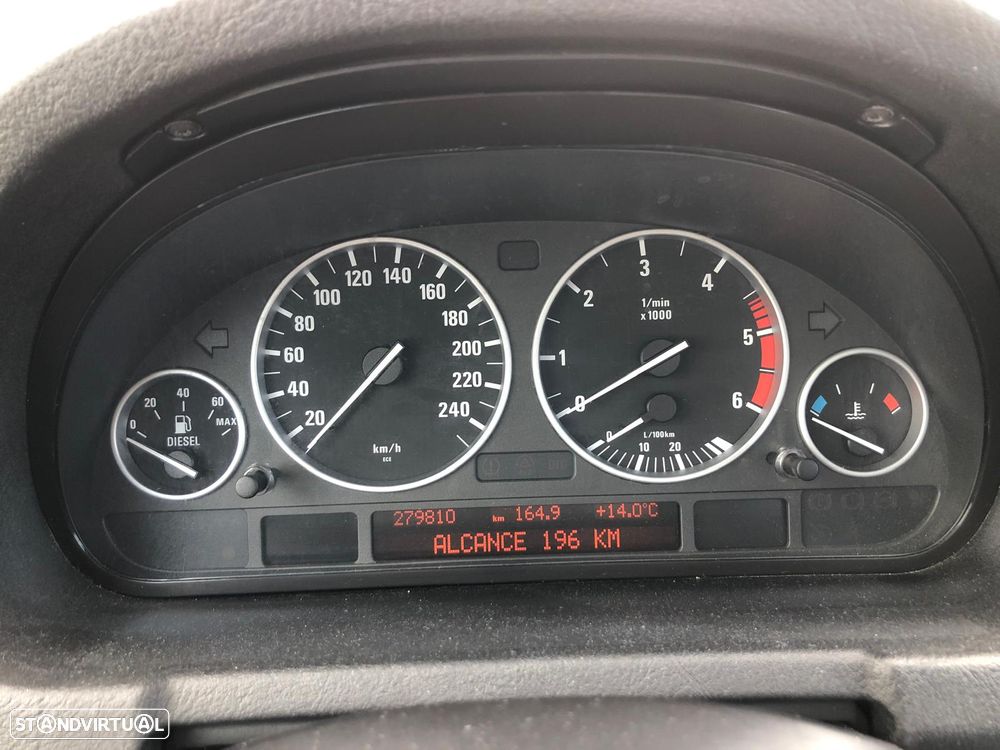 20 40 60 80 100 120 140 160 180 200 220 240
km/h
ECE
0 1 2 3 4 5 6
1/min
x 1000
0 10 20
L/100km
0 20 40 60 MAX
DIESEL
279810 km 164.9 +14.0°C
ALCANCE 196 KM
STANDVIRTUAL